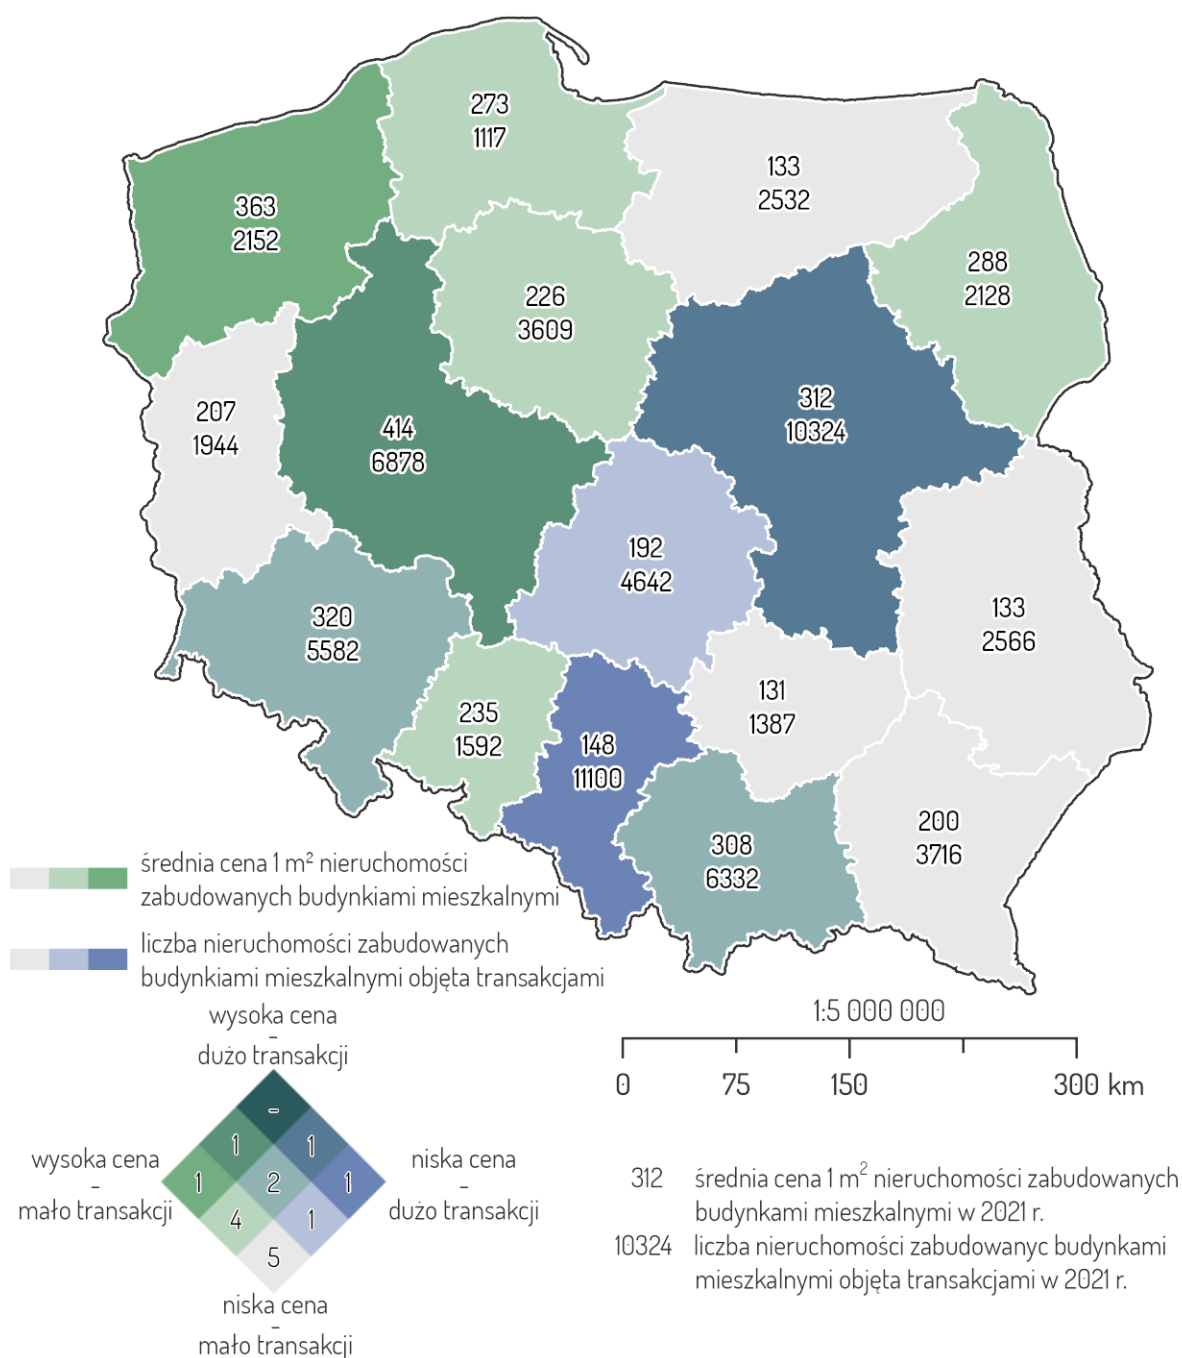 273
1117
133
2532
363
2152
288
2128
226
3609
312
10324
207
1944
414
6878
192
4642
133
2566
320
5582
131
1387
235
1592
148
11100
200
3716
308
6332
średnia cena 1 m² nieruchomości
zabudowanych budynkiami mieszkalnymi
liczba nieruchomości zabudowanych
budynkiami mieszkalnymi objęta transakcjami
wysoka cena
-
dużo transakcji
wysoka cena
-
mało transakcji
niska cena
-
dużo transakcji
-
1
1
1
2
1
4
1
5
niska cena
-
mało transakcji
1:5 000 000
0 75 150 300 km
312 średnia cena 1 m² nieruchomości zabudowanych
budynkami mieszkalnymi w 2021 r.
10324 liczba nieruchomości zabudowanyc budynkami
mieszkalnymi objęta transakcjami w 2021 r.